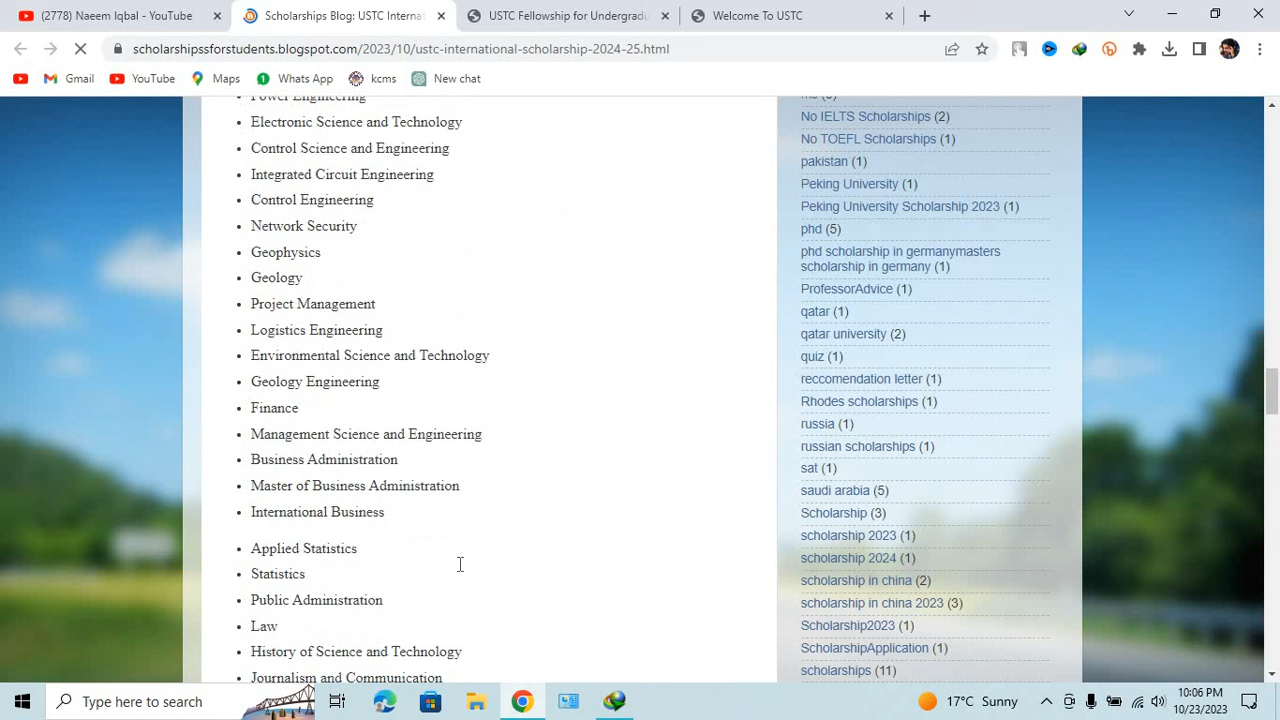 (2778) Naeem Iqbal - YouTube
Scholarships Blog: USTC Interna
USTC Fellowship for Undergradu
Welcome To USTC
scholarshipssforstudents.blogspot.com/2023/10/ustc-international-scholarship-2024-25.html
Gmail
YouTube
Maps
Whats App
kcms
New chat
Power Engineering
Electronic Science and Technology
Control Science and Engineering
Integrated Circuit Engineering
Control Engineering
Network Security
Geophysics
Geology
Project Management
Logistics Engineering
Environmental Science and Technology
Geology Engineering
Finance
Management Science and Engineering
Business Administration
Master of Business Administration
International Business
Applied Statistics
Statistics
Public Administration
Law
History of Science and Technology
Journalism and Communication
No IELTS Scholarships (2)
No TOEFL Scholarships (1)
pakistan (1)
Peking University (1)
Peking University Scholarship 2023 (1)
phd (5)
phd scholarship in germanymasters
scholarship in germany (1)
ProfessorAdvice (1)
qatar (1)
qatar university (2)
quiz (1)
reccomendation letter (1)
Rhodes scholarships (1)
russia (1)
russian scholarships (1)
sat (1)
saudi arabia (5)
Scholarship (3)
scholarship 2023 (1)
scholarship 2024 (1)
scholarship in china (2)
scholarship in china 2023 (3)
Scholarship2023 (1)
ScholarshipApplication (1)
scholarships (11)
Type here to search
17°C Sunny
10:06 PM
10/23/2023